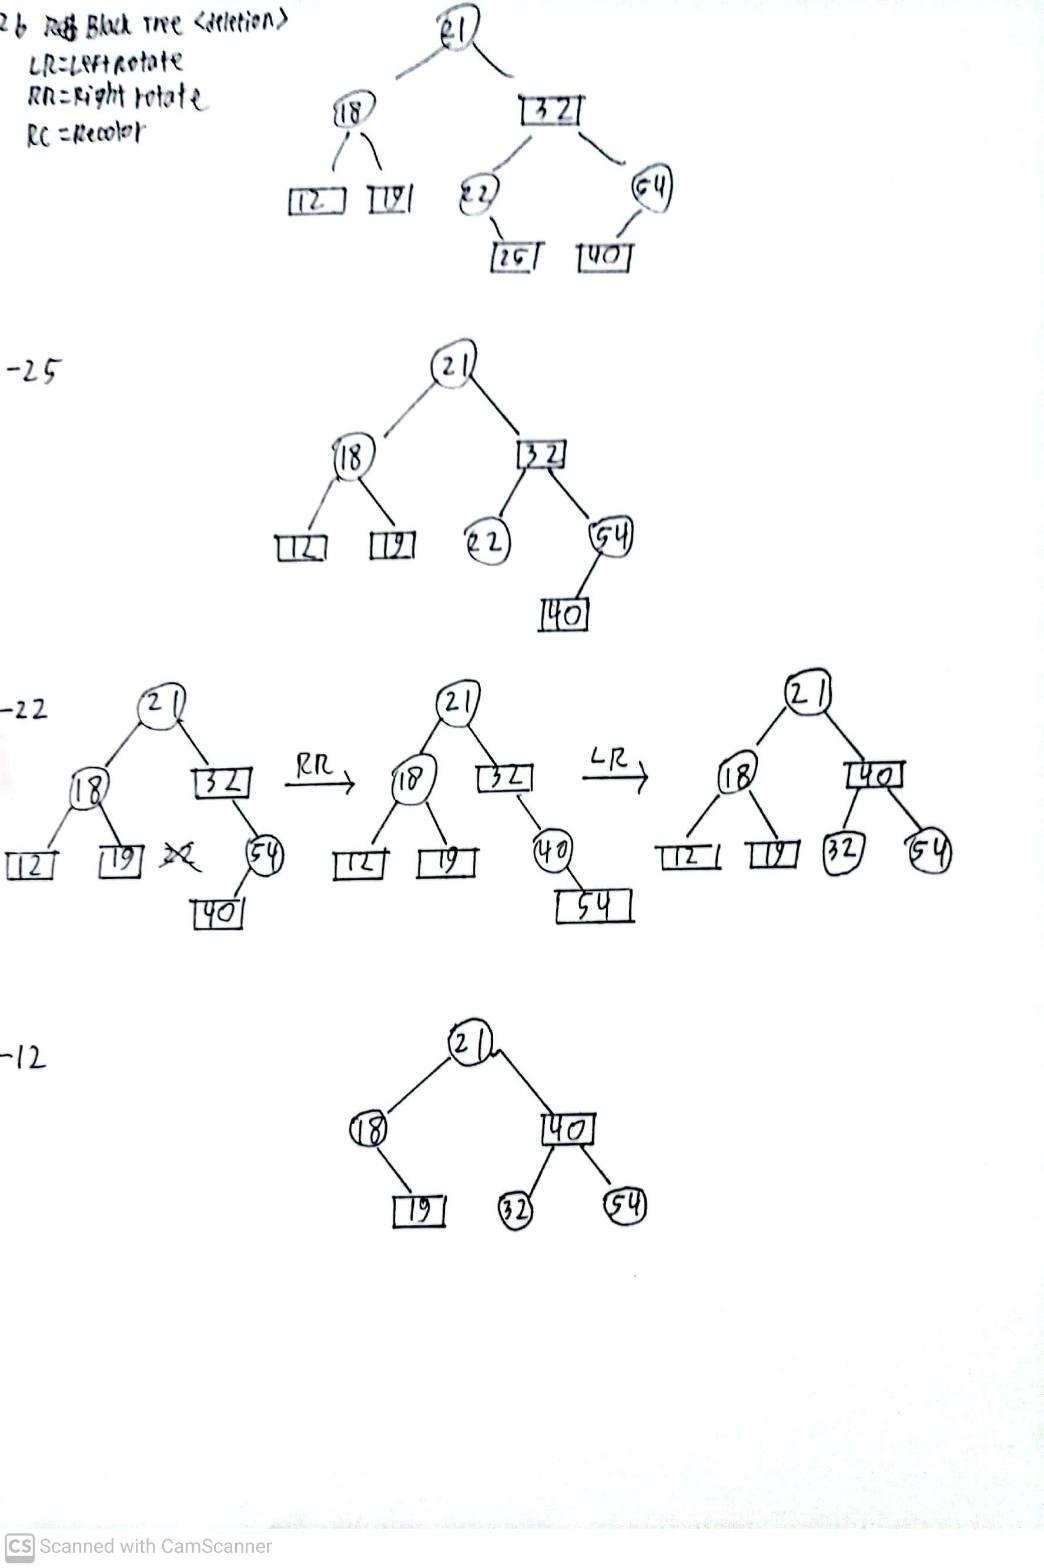 26 Red Black Tree <deletion>
LR=Left Rotate
RR=Right rotate
RC=Recolor
21
18 32
12 19 22 54
25 40
-25
21
18 32
12 19 22 54
40
-22
21 21 21
18 32 RR 18 32 LR 18 40
12 19 22 54 12 19 40 12 19 32 54
40 54
-12
21
18 40
19 32 54
CS Scanned with CamScanner